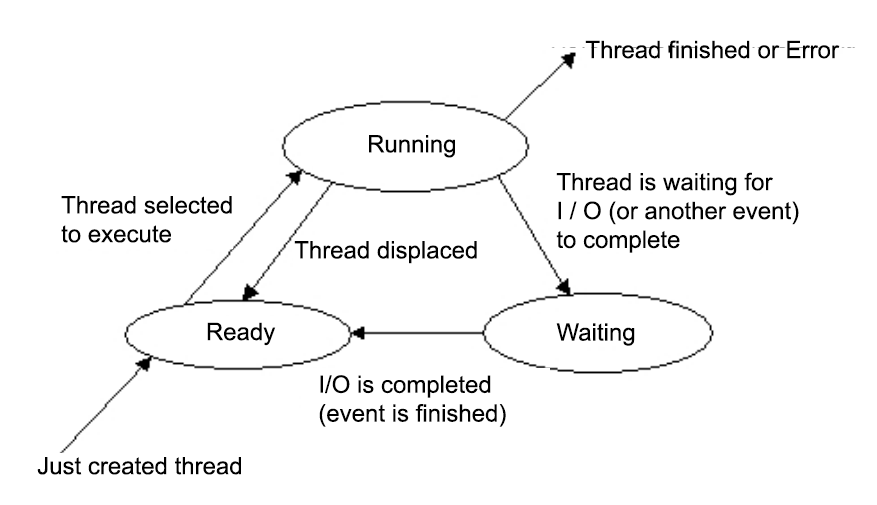 Thread finished or Error
Running
Thread selected
to execute
Thread is waiting for
I / O (or another event)
to complete
Thread displaced
Ready
Waiting
I/O is completed
(event is finished)
Just created thread